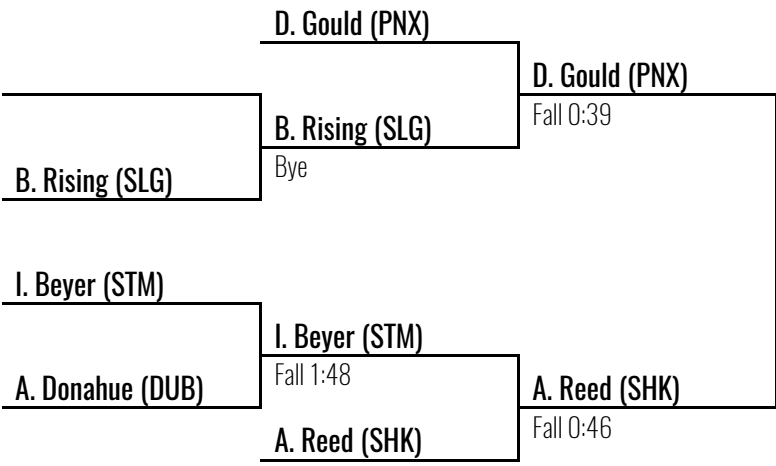 D. Gould (PNX)
D. Gould (PNX)
Fall 0:39
B. Rising (SLG)
Bye
B. Rising (SLG)
I. Beyer (STM)
I. Beyer (STM)
Fall 1:48
A. Donahue (DUB)
A. Reed (SHK)
Fall 0:46
A. Reed (SHK)